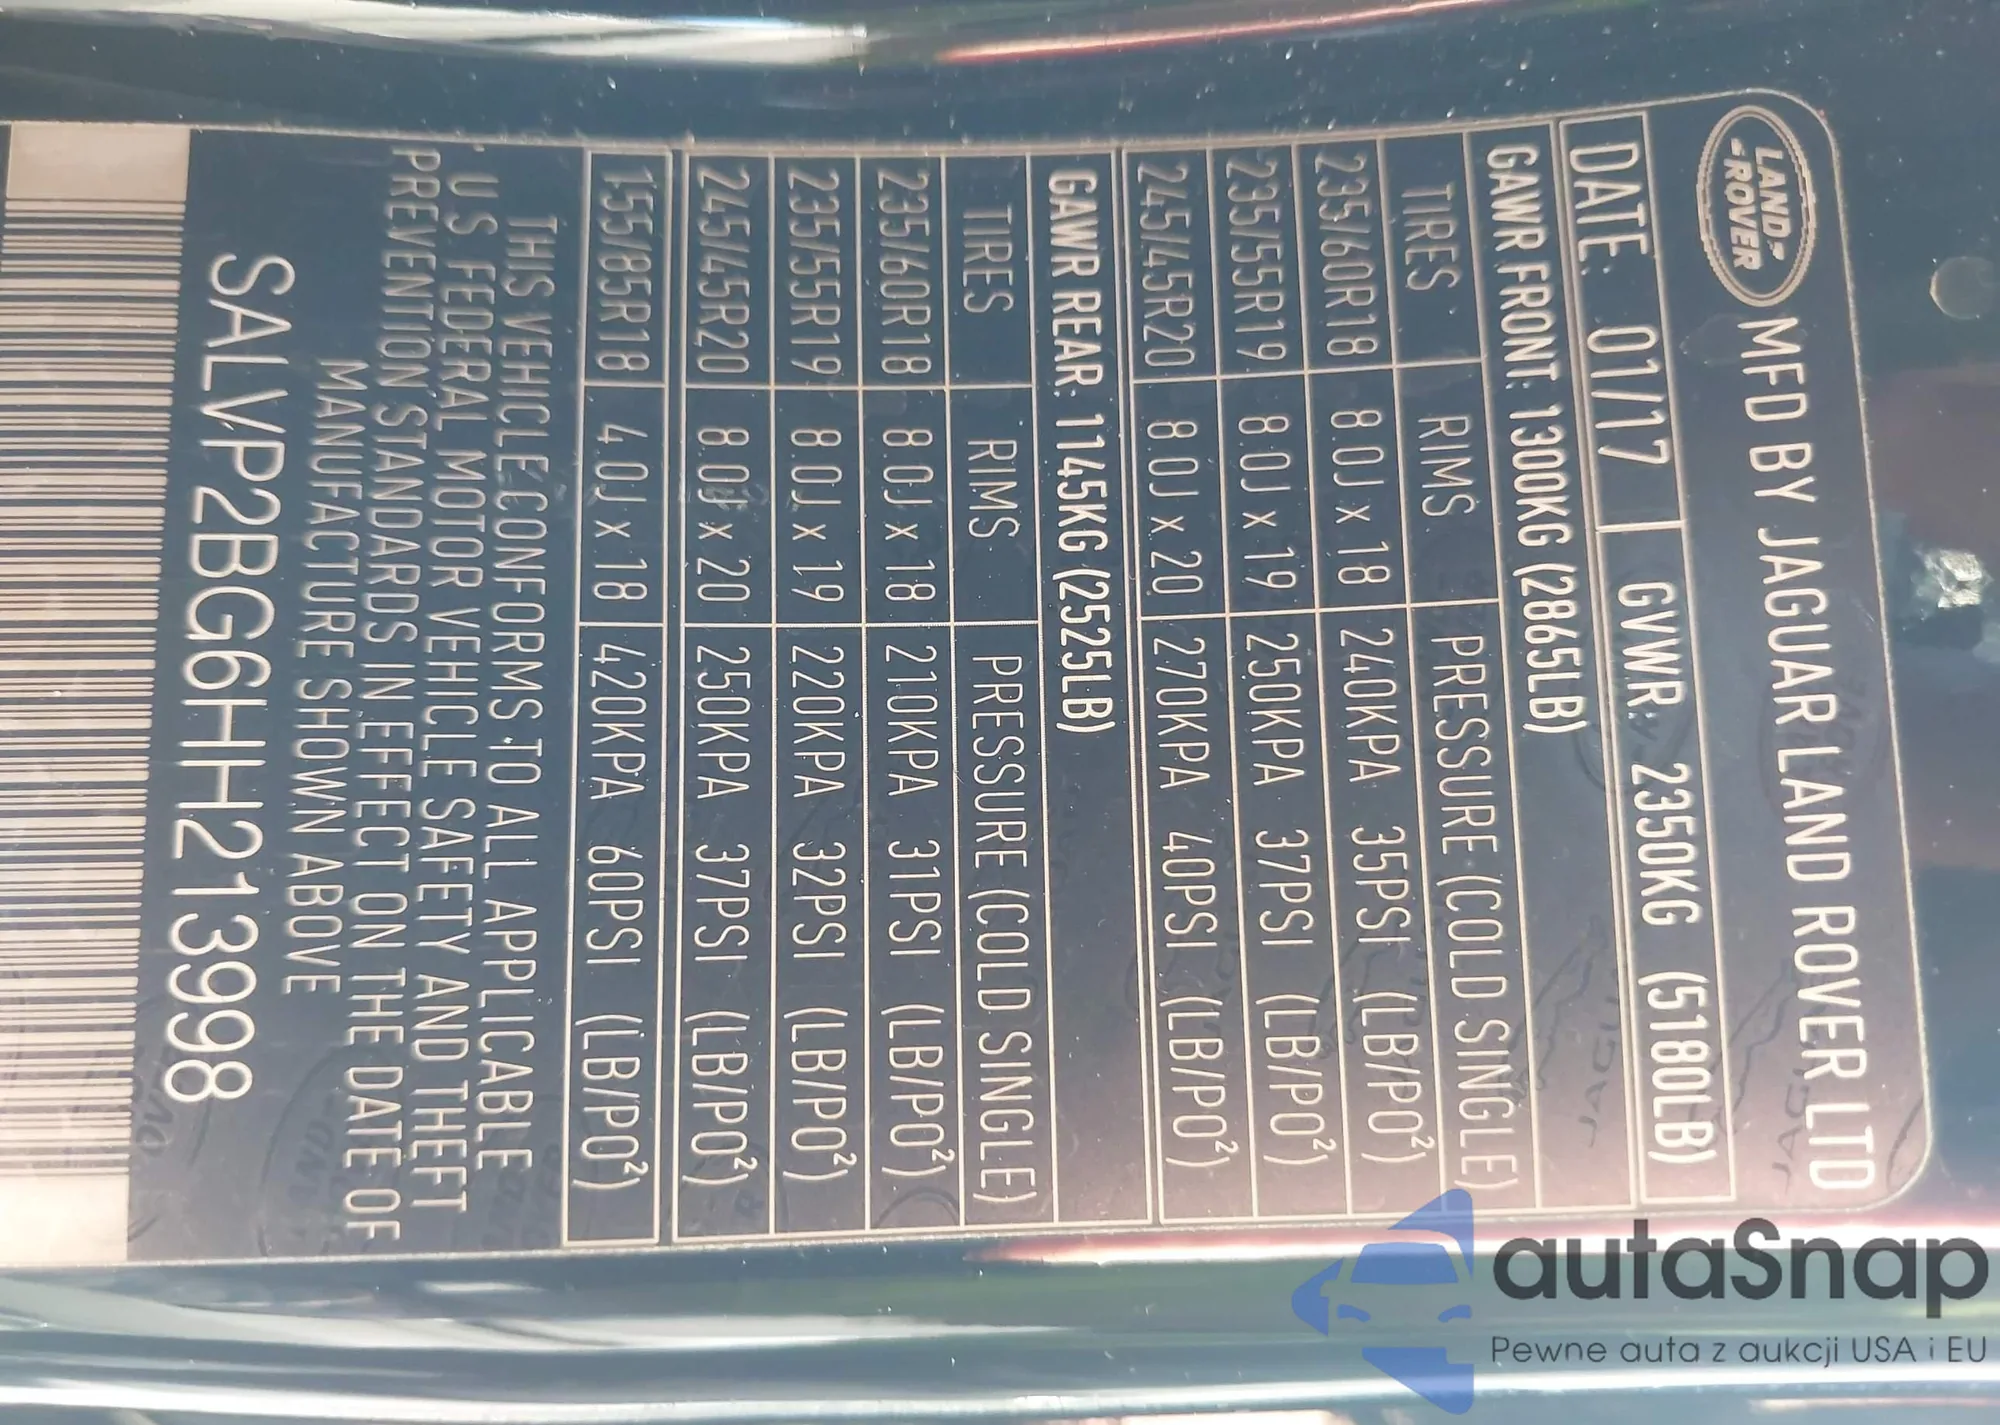 LAND-
-ROVER
MFD BY JAGUAR LAND ROVER LTD
DATE: 01/17 GVWR: 2350KG (5180LB)
GAWR FRONT: 1300KG (2865LB)
TIRES RIMS PRESSURE (COLD SINGLE)
235/60R18 8.0J x 18 240KPA 35PSI (LB/PO²)
235/55R19 8.0J x 19 250KPA 37PSI (LB/PO²)
245/45R20 8.0J x 20 270KPA 40PSI (LB/PO²)
GAWR REAR: 1145KG (2525LB)
TIRES RIMS PRESSURE (COLD SINGLE)
235/60R18 8.0J x 18 210KPA 31PSI (LB/PO²)
235/55R19 8.0J x 19 220KPA 32PSI (LB/PO²)
245/45R20 8.0J x 20 250KPA 37PSI (LB/PO²)
155/85R18 4.0J x 18 420KPA 60PSI (LB/PO²)
THIS VEHICLE CONFORMS TO ALL APPLICABLE
U.S FEDERAL MOTOR VEHICLE SAFETY AND THEFT
PREVENTION STANDARDS IN EFFECT ON THE DATE OF
MANUFACTURE SHOWN ABOVE
SALVP2BG6HH213998
autaSnap
Pewne auta z aukcji USA i EU